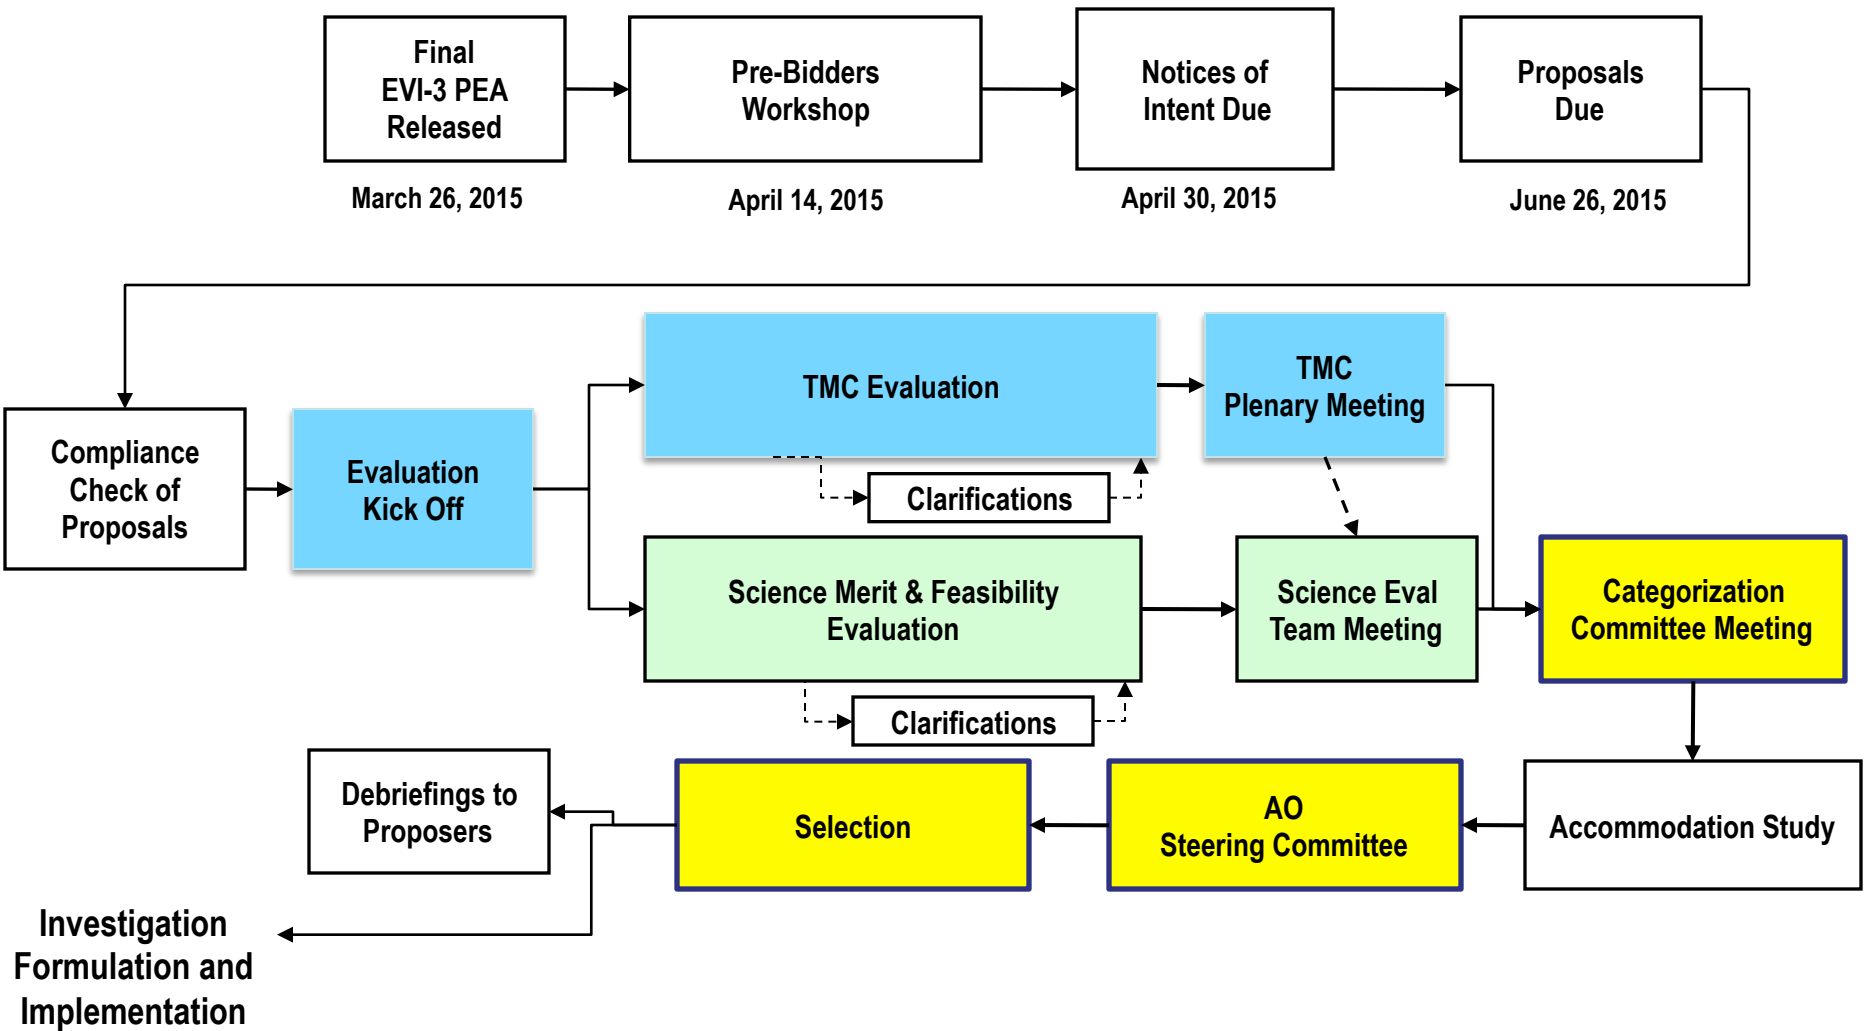 Final
EVI-3 PEA
Released
Pre-Bidders
Workshop
Notices of
Intent Due
Proposals
Due
March 26, 2015
April 14, 2015
April 30, 2015
June 26, 2015
TMC Evaluation
TMC
Plenary Meeting
Compliance
Check of
Proposals
Evaluation
Kick Off
Clarifications
Science Merit & Feasibility
Evaluation
Science Eval
Team Meeting
Categorization
Committee Meeting
Clarifications
Debriefings to
Proposers
Selection
AO
Steering Committee
Accommodation Study
Investigation
Formulation and
Implementation